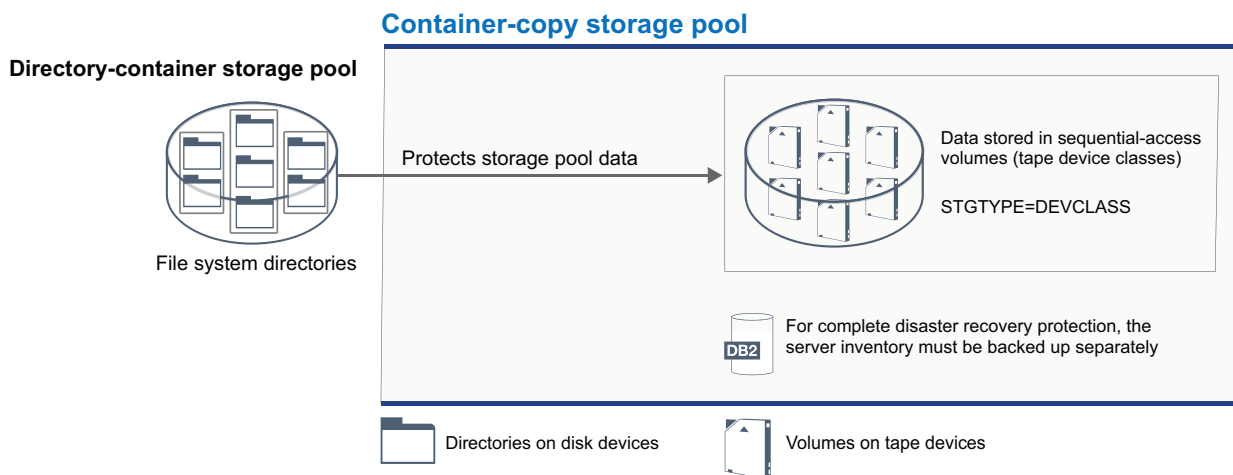 Container-copy storage pool
Directory-container storage pool
File system directories
Protects storage pool data
Data stored in sequential-access
volumes (tape device classes)
STGTYPE=DEVCLASS
DB2
For complete disaster recovery protection, the
server inventory must be backed up separately
Directories on disk devices
Volumes on tape devices